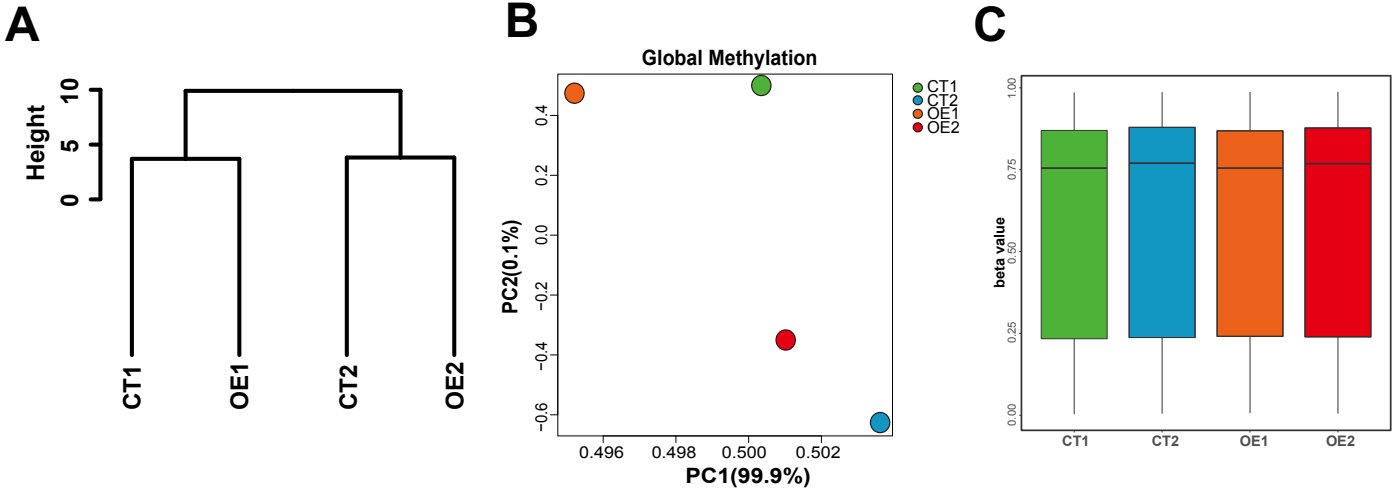 A
Height
10
5
0
CT1
OE1
CT2
OE2
B
Global Methylation
PC2(0.1%)
0.4
0.2
0.0
−0.2
−0.4
−0.6
0.496
0.498
0.500
0.502
PC1(99.9%)
CT1
CT2
OE1
OE2
C
beta value
1.00
0.75
0.50
0.25
0.00
CT1
CT2
OE1
OE2